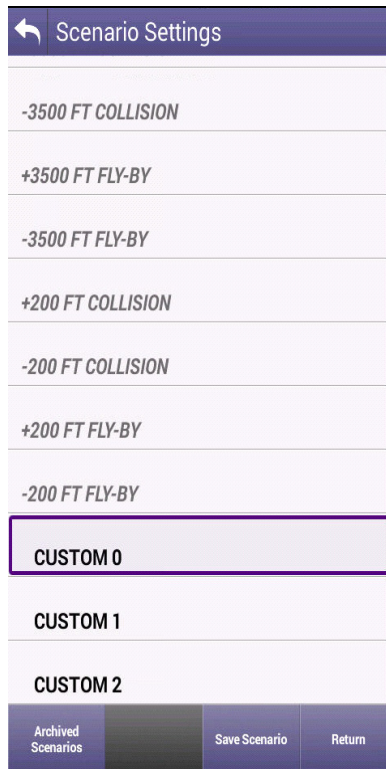 Scenario Settings
-3500 FT COLLISION
+3500 FT FLY-BY
-3500 FT FLY-BY
+200 FT COLLISION
-200 FT COLLISION
+200 FT FLY-BY
-200 FT FLY-BY
CUSTOM 0
CUSTOM 1
CUSTOM 2
Archived
Scenarios
Save Scenario
Return